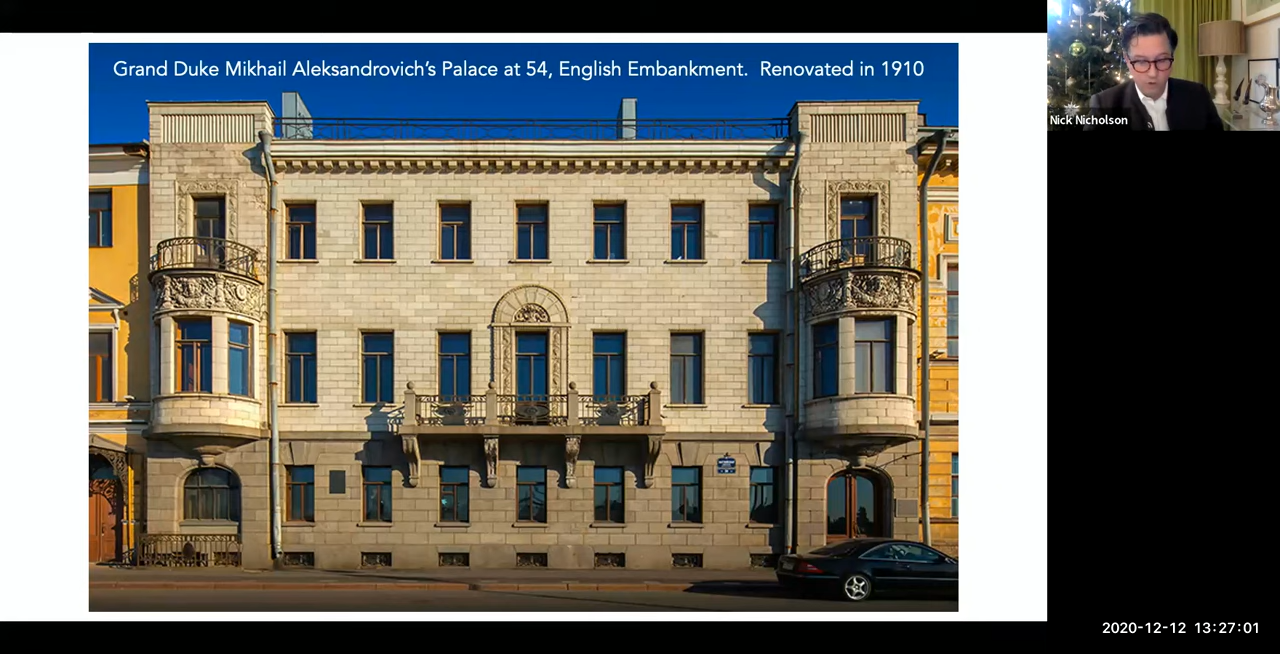 Grand Duke Mikhail Aleksandrovich's Palace at 54, English Embankment.  Renovated in 1910
Nick Nicholson
2020-12-12 13:27:01